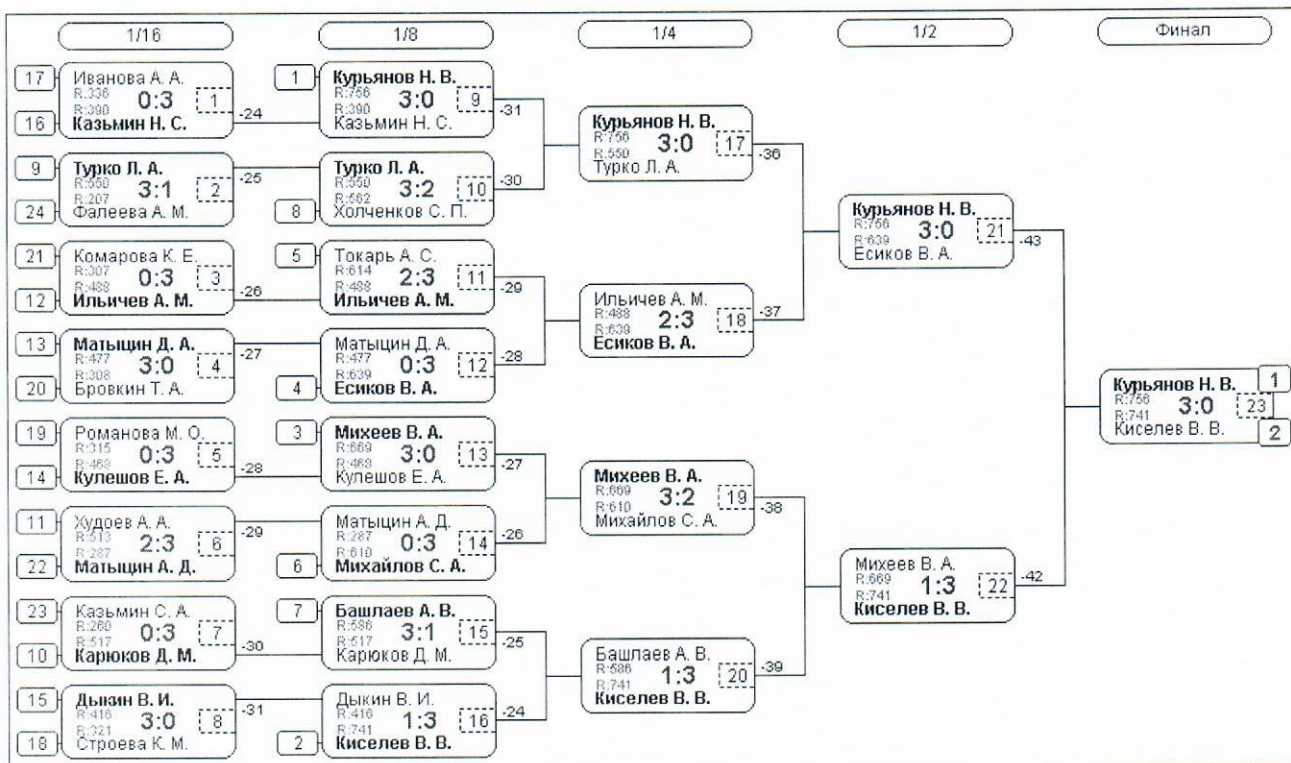 1/16
1/8
1/4
1/2
Финал
17
Иванова А. А.
R:336
R:390
0:3
1
16
Казьмин Н. С.
-24
9
Турко Л. А.
R:550
R:207
3:1
2
24
Фалеева А. М.
-25
21
Комарова К. Е.
R:307
R:488
0:3
3
12
Ильичев А. М.
-26
13
Матыцин Д. А.
R:477
R:308
3:0
4
20
Бровкин Т. А.
-27
19
Романова М. О.
R:315
R:468
0:3
5
14
Кулешов Е. А.
-28
11
Худоев А. А.
R:513
R:287
2:3
6
22
Матыцин А. Д.
-29
23
Казьмин С. А.
R:260
R:517
0:3
7
10
Карюков Д. М.
-30
15
Дыкин В. И.
R:416
R:321
3:0
8
18
Строева К. М.
-31
1
Курьянов Н. В.
R:756
R:390
3:0
9
Казьмин Н. С.
-31
Турко Л. А.
R:550
R:562
3:2
10
8
Холченков С. П.
-30
5
Токарь А. С.
R:614
R:488
2:3
11
Ильичев А. М.
-29
Матыцин Д. А.
R:477
R:639
0:3
12
4
Есиков В. А.
-28
3
Михеев В. А.
R:669
R:468
3:0
13
Кулешов Е. А.
-27
Матыцин А. Д.
R:287
R:610
0:3
14
6
Михайлов С. А.
-26
7
Башлаев А. В.
R:586
R:517
3:1
15
Карюков Д. М.
-25
Дыкин В. И.
R:416
R:741
1:3
16
2
Киселев В. В.
-24
Курьянов Н. В.
R:756
R:550
3:0
17
Турко Л. А.
-36
Ильичев А. М.
R:488
R:639
2:3
18
Есиков В. А.
-37
Михеев В. А.
R:669
R:610
3:2
19
Михайлов С. А.
-38
Башлаев А. В.
R:586
R:741
1:3
20
Киселев В. В.
-39
Курьянов Н. В.
R:756
R:639
3:0
21
Есиков В. А.
-43
Михеев В. А.
R:669
R:741
1:3
22
Киселев В. В.
-42
Курьянов Н. В.
1
R:756
R:741
3:0
23
Киселев В. В.
2